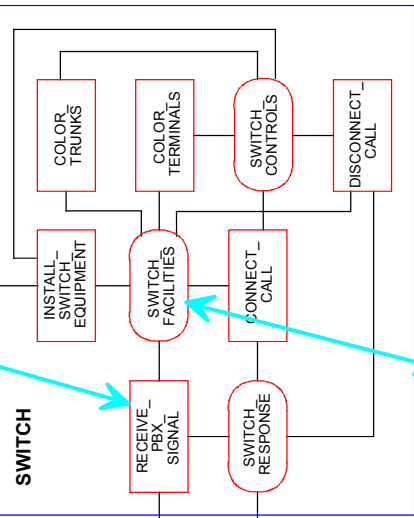 SWITCH
RECEIVE_
PBX_
SIGNAL
SWITCH_
RESPONSE
INSTALL_
SWITCH_
EQUIPMENT
SWITCH_
FACILITIES
CONNECT_
CALL
COLOR_
TRUNKS
COLOR_
TERMINALS
SWITCH_
CONTROLS
DISCONNECT_
CALL